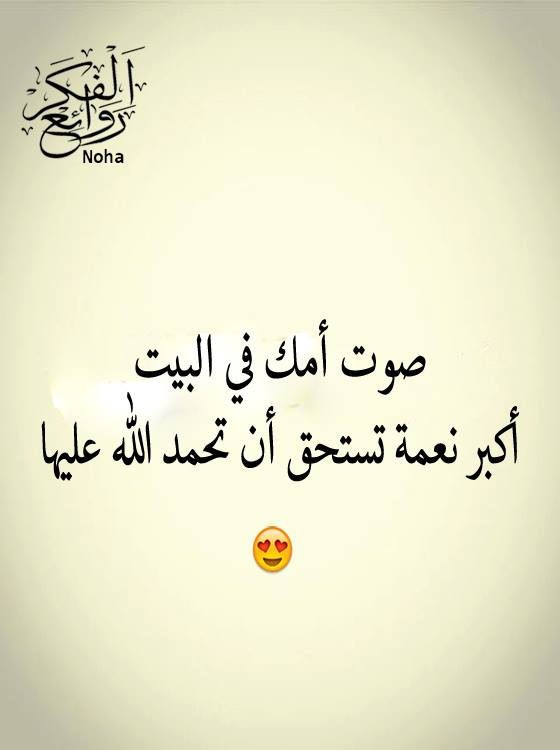 روائع الفكر
Noha
صوت أمك في البيت
أكبر نعمة تستحق أن تحمد الله عليها